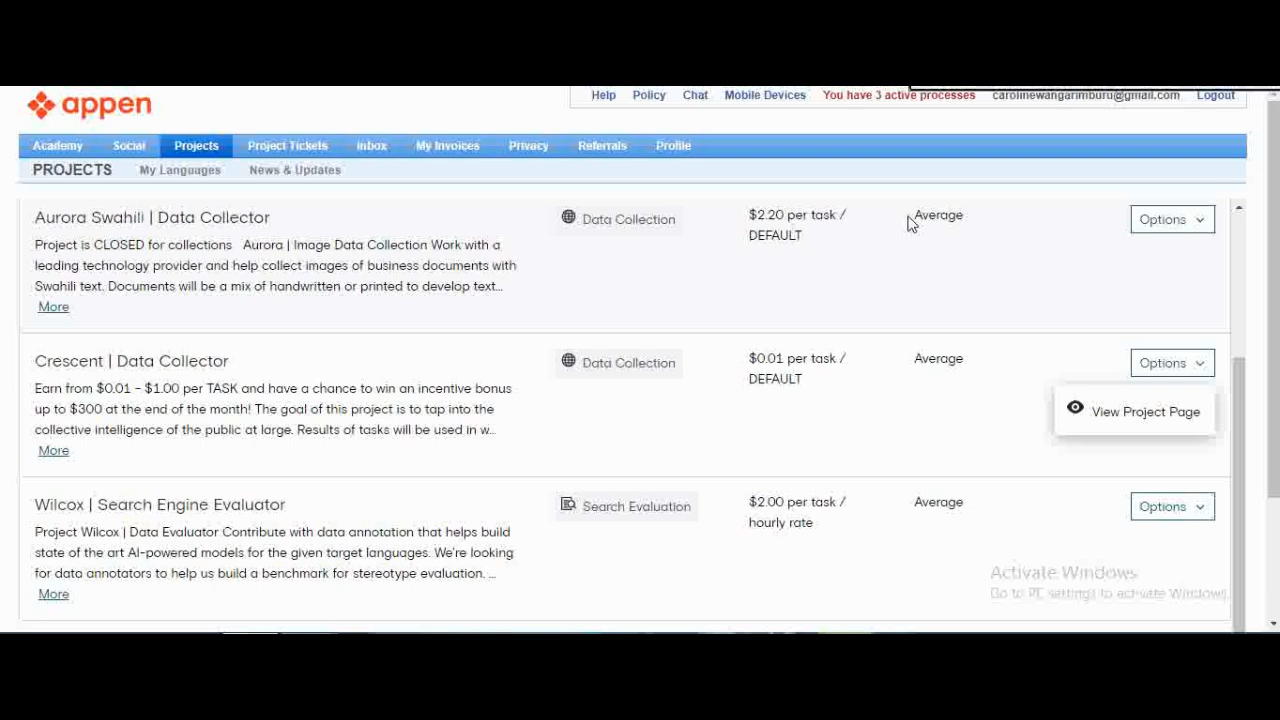 appen
Help Policy Chat Mobile Devices You have 3 active processes carolinewangarimburu@gmail.com Logout
Academy Social Projects Project Tickets Inbox My Invoices Privacy Referrals Profile
PROJECTS My Languages News & Updates
Aurora Swahili | Data Collector
Project is CLOSED for collections Aurora | Image Data Collection Work with a
leading technology provider and help collect images of business documents with
Swahili text. Documents will be a mix of handwritten or printed to develop text...
More
Data Collection
$2.20 per task /
DEFAULT
Average
Options
Crescent | Data Collector
Earn from $0.01 - $1.00 per TASK and have a chance to win an incentive bonus
up to $300 at the end of the month! The goal of this project is to tap into the
collective intelligence of the public at large. Results of tasks will be used in w...
More
Data Collection
$0.01 per task /
DEFAULT
Average
Options
View Project Page
Wilcox | Search Engine Evaluator
Project Wilcox | Data Evaluator Contribute with data annotation that helps build
state of the art AI-powered models for the given target languages. We're looking
for data annotators to help us build a benchmark for stereotype evaluation. ...
More
Search Evaluation
$2.00 per task /
hourly rate
Average
Options
Activate Windows
Go to PC settings to activate Windows.